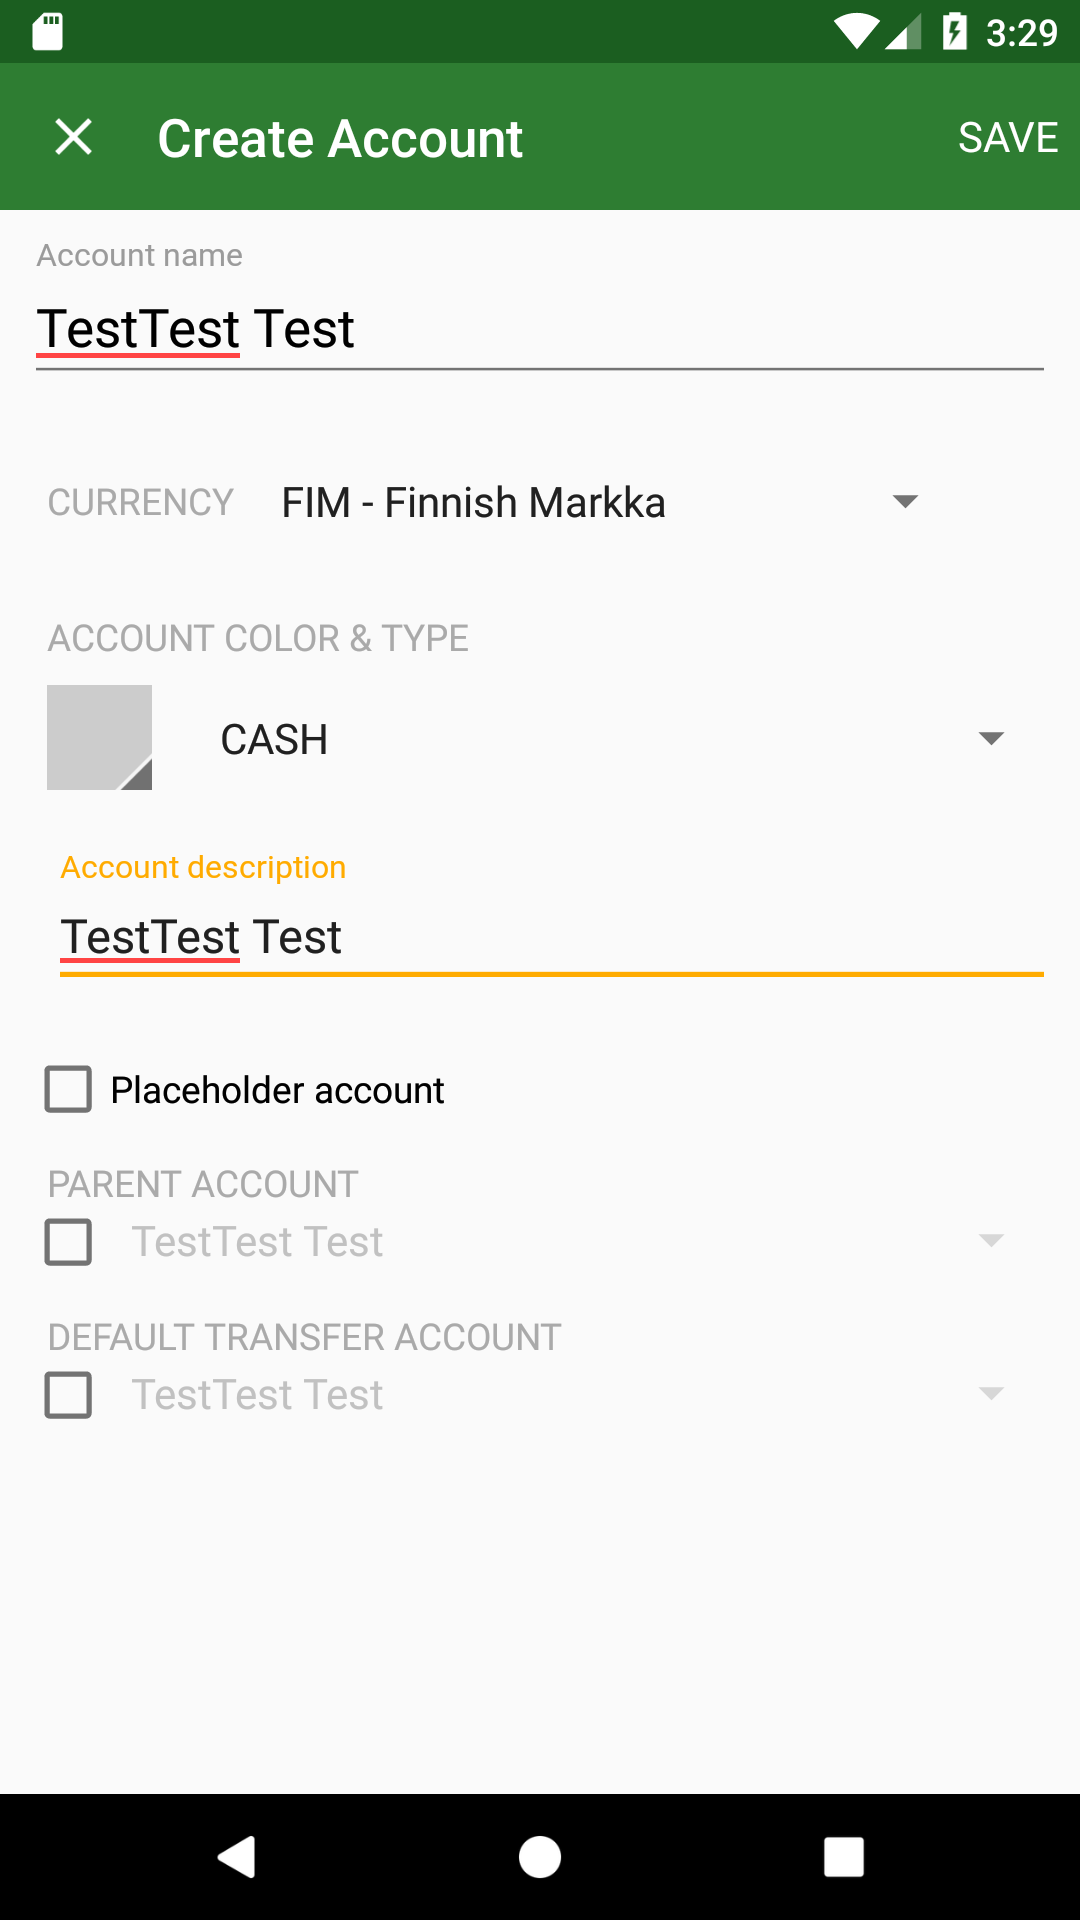 3:29
Create Account
SAVE
Account name
TestTest Test
CURRENCY FIM - Finnish Markka
ACCOUNT COLOR & TYPE
CASH
Account description
TestTest Test
Placeholder account
PARENT ACCOUNT
TestTest Test
DEFAULT TRANSFER ACCOUNT
TestTest Test